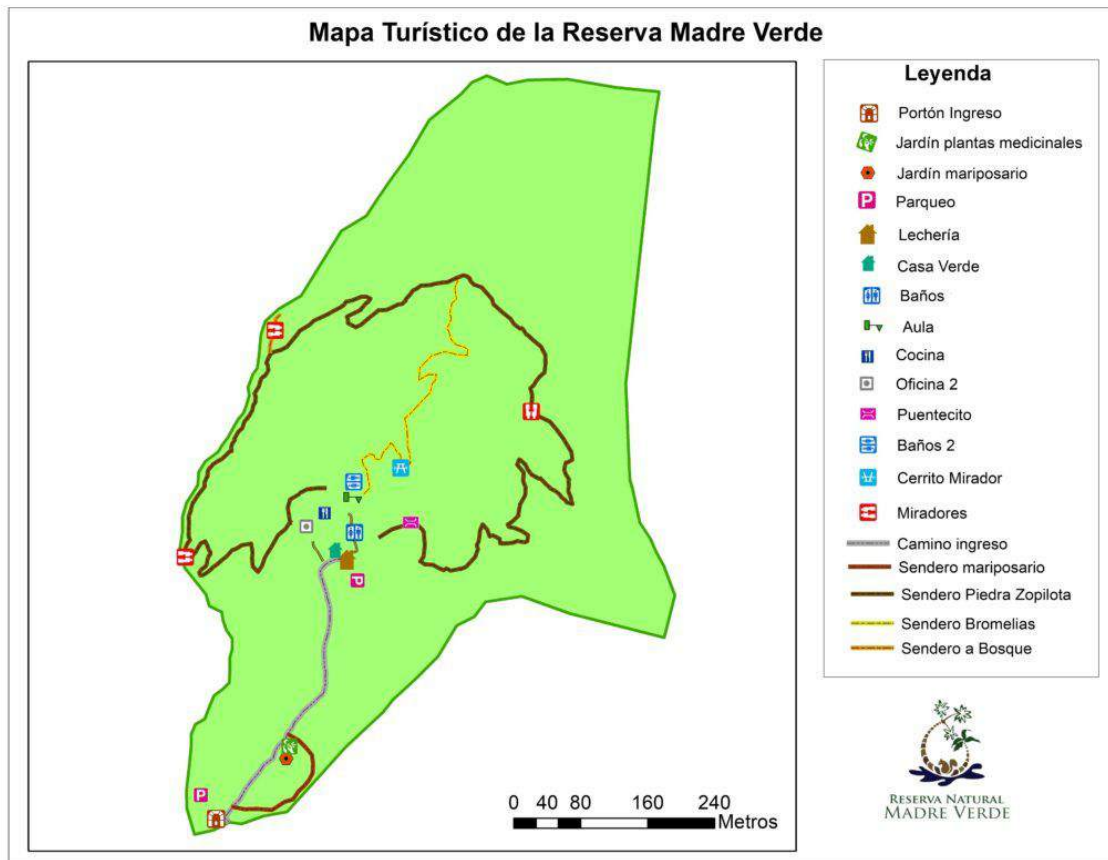 Mapa Turístico de la Reserva Madre Verde
Leyenda
Portón Ingreso
Jardín plantas medicinales
Jardín mariposario
P Parqueo
Lechería
Casa Verde
Baños
Aula
Cocina
Oficina 2
Puentecito
Baños 2
Cerrito Mirador
Miradores
Camino ingreso
Sendero mariposario
Sendero Piedra Zopilota
Sendero Bromelias
Sendero a Bosque
P
P
0 40 80 160 240
Metros
RESERVA NATURAL
MADRE VERDE